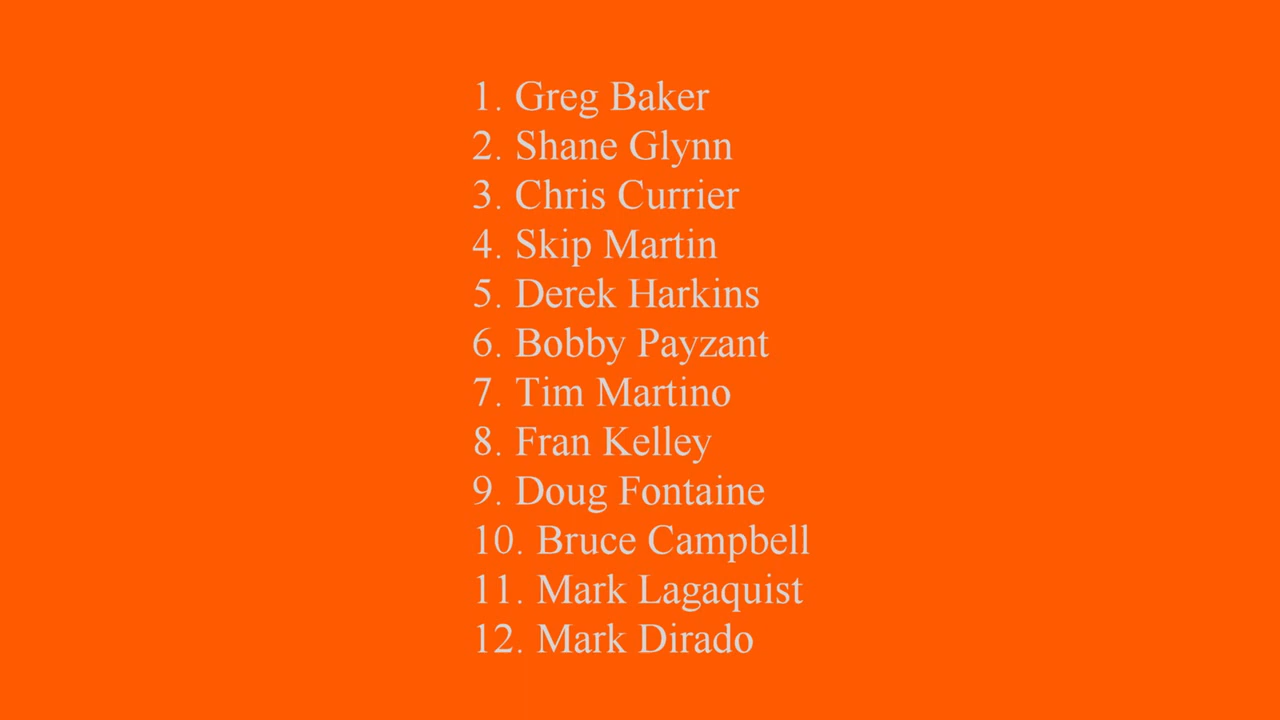 1. Greg Baker
2. Shane Glynn
3. Chris Currier
4. Skip Martin
5. Derek Harkins
6. Bobby Payzant
7. Tim Martino
8. Fran Kelley
9. Doug Fontaine
10. Bruce Campbell
11. Mark Lagaquist
12. Mark Dirado